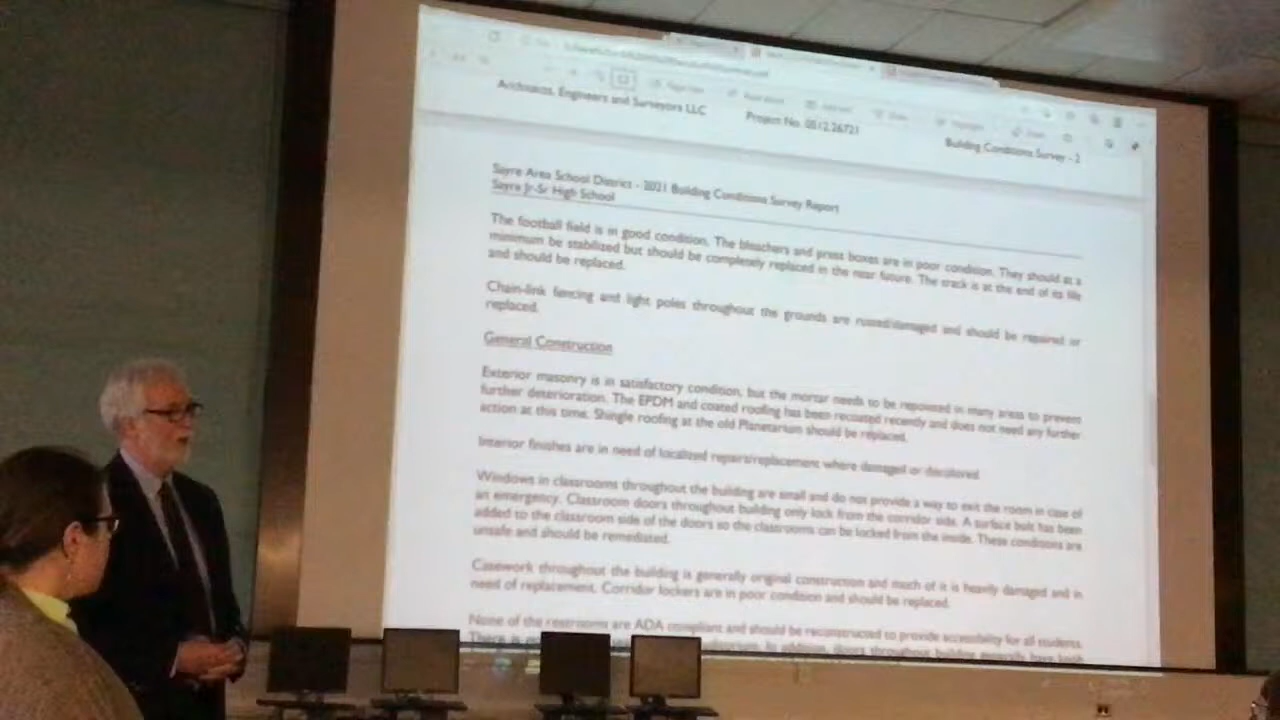 Architects, Engineers and Surveyors LLC
Project No. 0512.26721
Building Conditions Survey - 2
Sayre Area School District - 2021 Building Conditions Survey Report
Sayre Jr-Sr High School
The football field is in good condition. The bleachers and press boxes are in poor condition. They should at a
minimum be stabilized but should be completely replaced in the near future. The track is at the end of its life
and should be replaced.
Chain-link fencing and light poles throughout the grounds are rusted/damaged and should be repaired or
replaced.
General Construction
Exterior masonry is in satisfactory condition, but the mortar needs to be repointed in many areas to prevent
further deterioration. The EPDM and coated roofing has been recoated recently and does not need any further
action at this time. Shingle roofing at the old Planetarium should be replaced.
Interior finishes are in need of localized repairs/replacement where damaged or discolored.
Windows in classrooms throughout the building are small and do not provide a way to exit the room in case of
an emergency. Classroom doors throughout building only lock from the corridor side. A surface bolt has been
added to the classroom side of the doors so the classrooms can be locked from the inside. These conditions are
unsafe and should be remediated.
Casework throughout the building is generally original construction and much of it is heavily damaged and in
need of replacement. Corridor lockers are in poor condition and should be replaced.
None of the restrooms are ADA compliant and should be reconstructed to provide accessibility for all students.
There is In addition, doors throughout building generally have knob